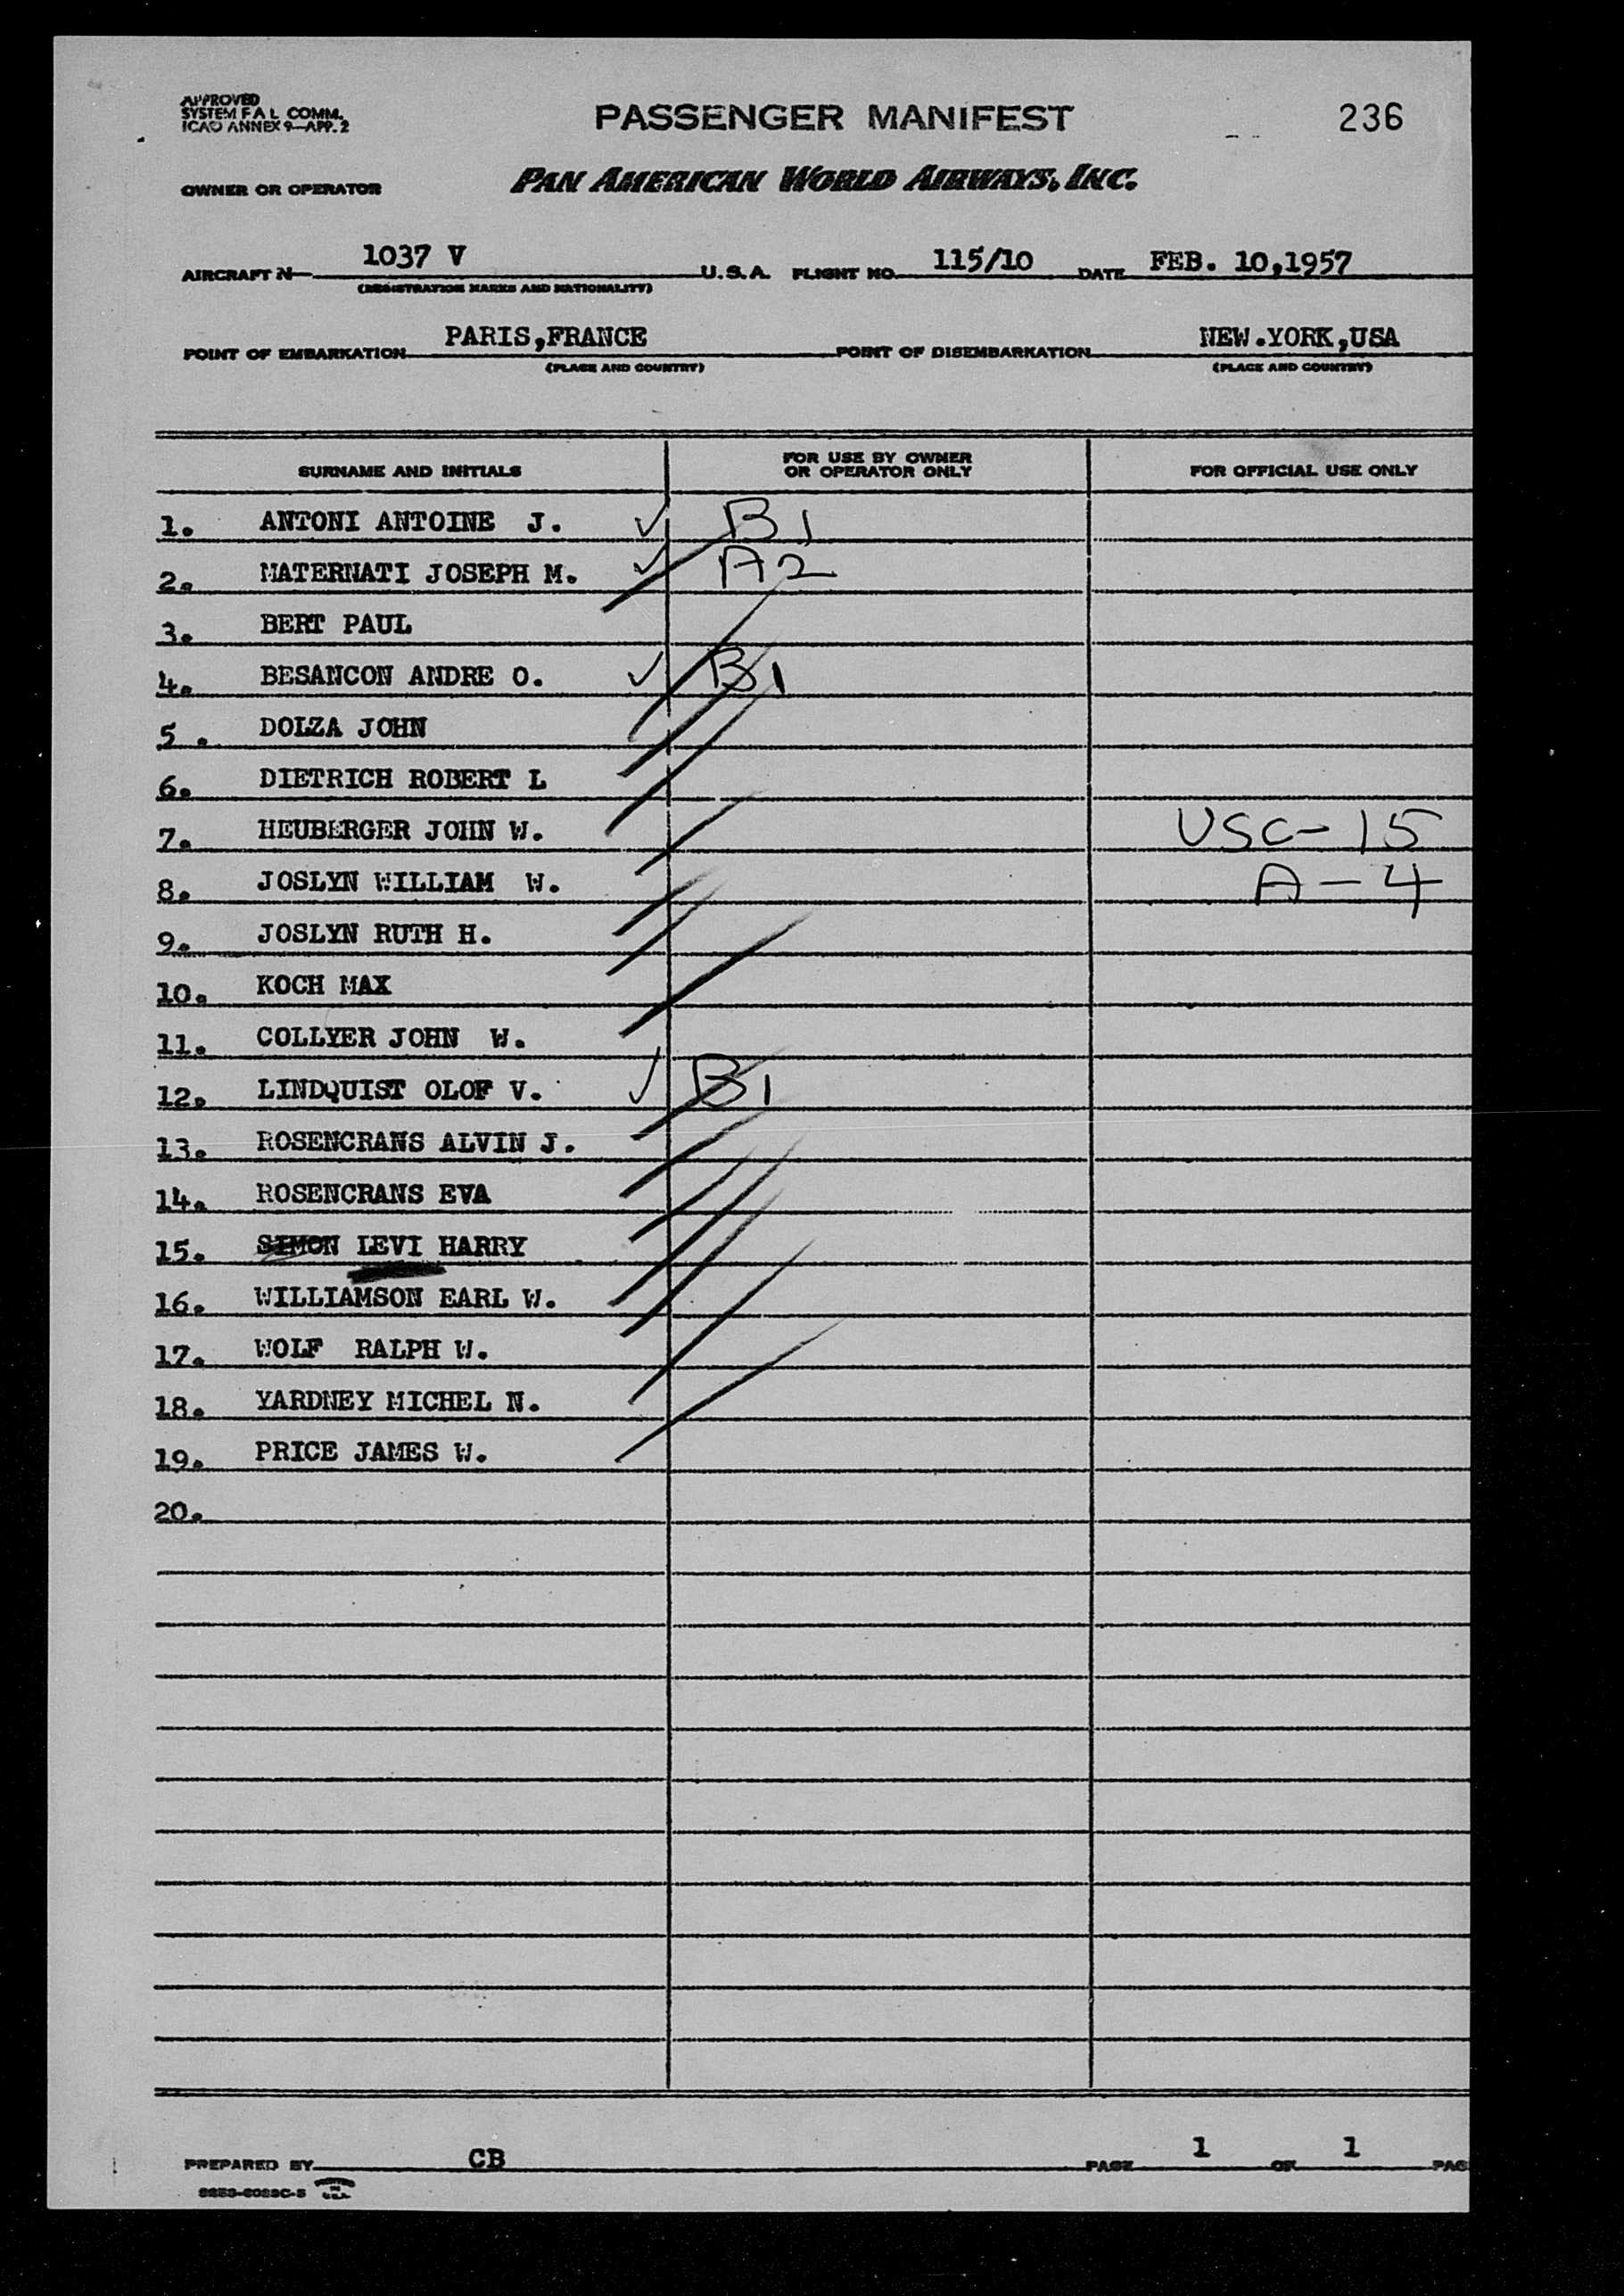 APPROVED
SYSTEM F A L COMM.
ICAO ANNEX 9—APP. 2
PASSENGER MANIFEST
236
OWNER OR OPERATOR
PAN AMERICAN WORLD AIRWAYS, INC.
AIRCRAFT N— 1037 V U.S.A. FLIGHT NO. 115/10 DATE FEB. 10,1957
(REGISTRATION MARKS AND NATIONALITY)
POINT OF EMBARKATION PARIS,FRANCE POINT OF DISEMBARKATION NEW.YORK,USA
(PLACE AND COUNTRY) (PLACE AND COUNTRY)
SURNAME AND INITIALS
FOR USE BY OWNER
OR OPERATOR ONLY
FOR OFFICIAL USE ONLY
1. ANTONI ANTOINE J. ✓ B1
2. MATERNATI JOSEPH M. ✓ A2
3. BERT PAUL
4. BESANCON ANDRE O. ✓ B1
5. DOLZA JOHN
6. DIETRICH ROBERT L
7. HEUBERGER JOHN W. USC-15
8. JOSLYN WILLIAM W. A-4
9. JOSLYN RUTH H.
10. KOCH MAX
11. COLLYER JOHN W.
12. LINDQUIST OLOF V. ✓ B1
13. ROSENCRANS ALVIN J.
14. ROSENCRANS EVA
15. SIMON LEVI HARRY
16. WILLIAMSON EARL W.
17. WOLF RALPH W.
18. YARDNEY MICHEL N.
19. PRICE JAMES W.
20.
PREPARED BY CB PAGE 1 OF 1